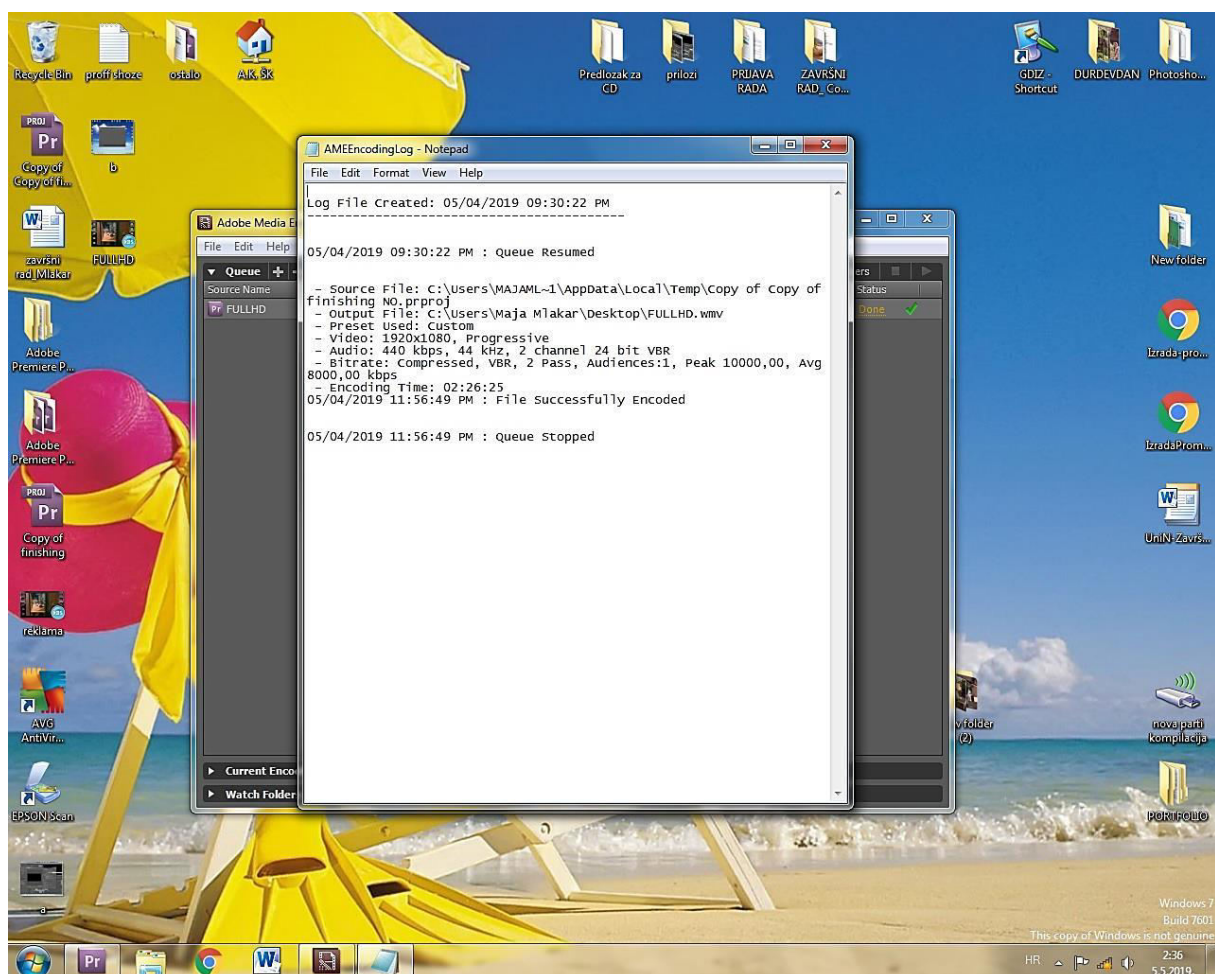 Recycle Bin
proff shoze
ostalo
A.K. ŠK
Predložak za CD
prilozi
PRIJAVA RADA
ZAVRŠNI RAD_ Co...
GDIZ - Shortcut
DURDEVDAN
Photosho...
PROJ
Pr
Copy of Copy of fi...
b
završni rad_Mlakar
FULLHD
Adobe Premiere P...
Adobe Premiere P...
PROJ
Pr
Copy of finishing
reklama
AVG AntiVir...
EPSON Scan
a
AMEEncodingLog - Notepad
File Edit Format View Help
Log File Created: 05/04/2019 09:30:22 PM
-------------------------------------------
05/04/2019 09:30:22 PM : Queue Resumed
- Source File: C:\Users\MAJAML~1\AppData\Local\Temp\Copy of Copy of
finishing NO.prproj
- Output File: C:\Users\Maja Mlakar\Desktop\FULLHD.wmv
- Preset Used: Custom
- Video: 1920x1080, Progressive
- Audio: 440 kbps, 44 kHz, 2 channel 24 bit VBR
- Bitrate: Compressed, VBR, 2 Pass, Audiences:1, Peak 10000,00, Avg
8000,00 kbps
- Encoding Time: 02:26:25
05/04/2019 11:56:49 PM : File Successfully Encoded
05/04/2019 11:56:49 PM : Queue Stopped
Adobe Media E
File Edit Help
Queue
Source Name
Status
Pr FULLHD
Done
Current Enco
Watch Folder
New folder
Izrada-pro...
IzradaProm...
UniN-Završ...
v folder (2)
nova parti kompilacija
PORTFOLIO
Windows 7
Build 7601
This copy of Windows is not genuine
Pr
W
HR
2:36
5.5.2019.